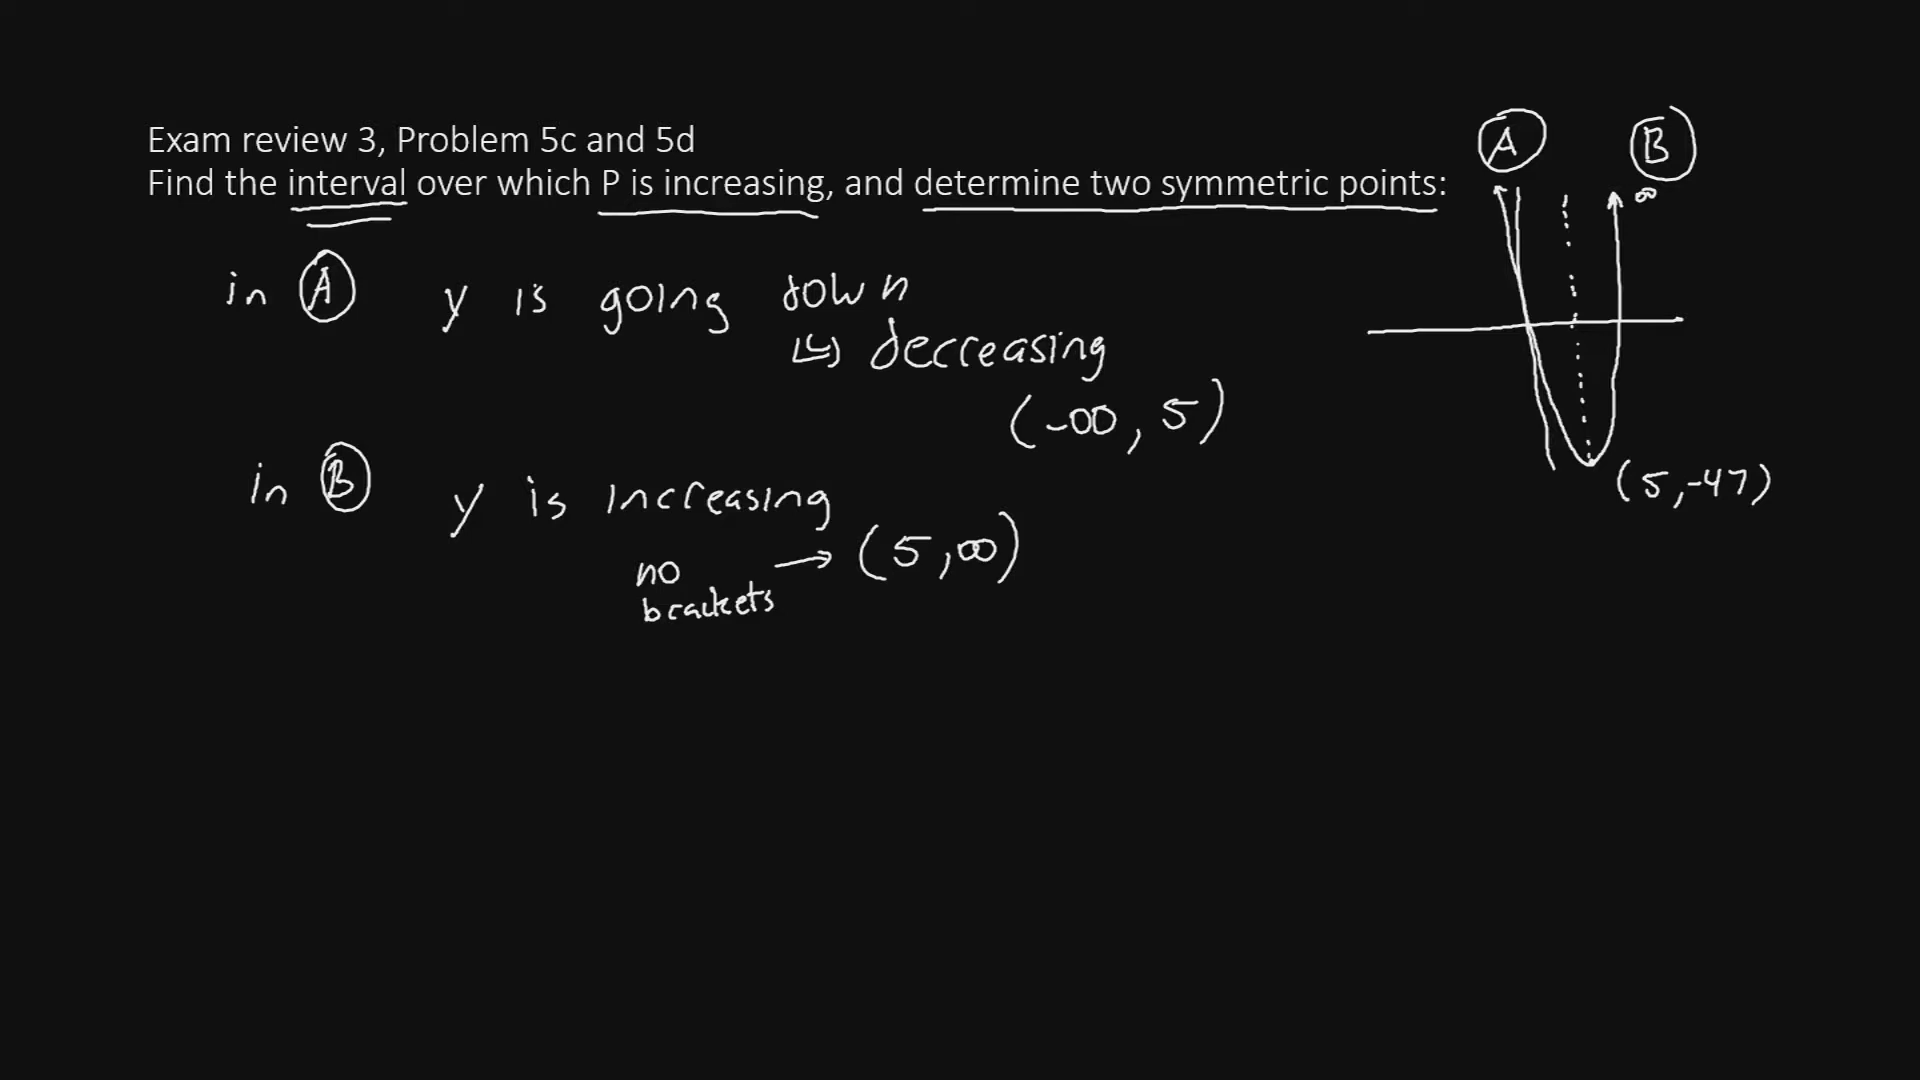 Exam review 3, Problem 5c and 5d
Find the interval over which P is increasing, and determine two symmetric points:
A
B
∞
in A y is going down
↳ decreasing
(-∞, 5)
(5,-47)
in B y is increasing
no brackets → (5,∞)